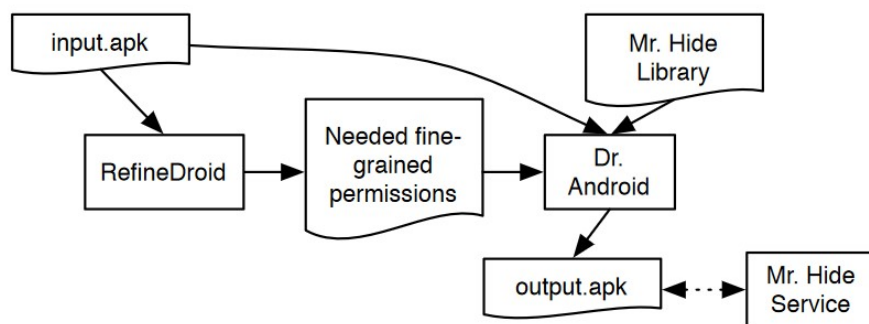 input.apk
Mr. Hide
Library
RefineDroid
Needed fine-
grained
permissions
Dr.
Android
output.apk
Mr. Hide
Service